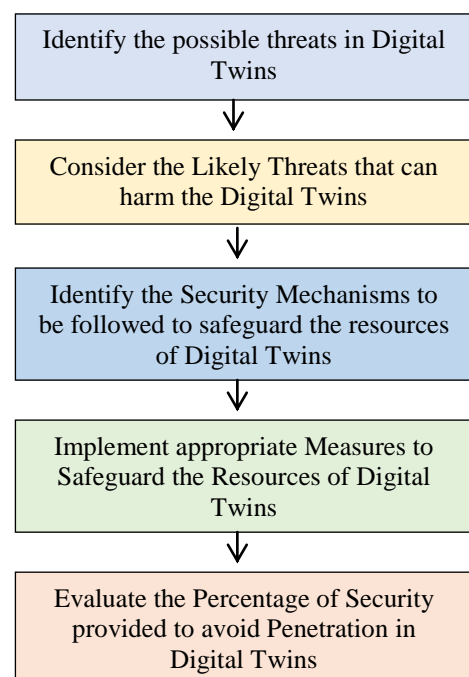 Identify the possible threats in Digital
Twins
Consider the Likely Threats that can
harm the Digital Twins
Identify the Security Mechanisms to
be followed to safeguard the resources
of Digital Twins
Implement appropriate Measures to
Safeguard the Resources of Digital
Twins
Evaluate the Percentage of Security
provided to avoid Penetration in
Digital Twins